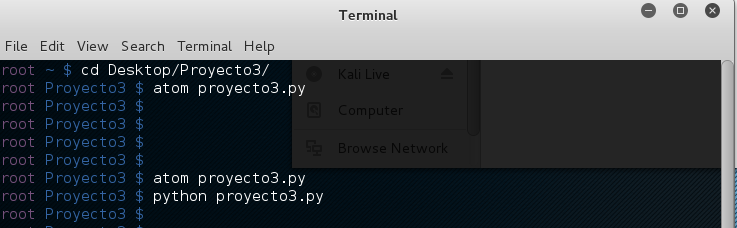 Terminal
File Edit View Search Terminal Help
root ~ $ cd Desktop/Proyecto3/
root Proyecto3 $ atom proyecto3.py
root Proyecto3 $
root Proyecto3 $
root Proyecto3 $
root Proyecto3 $
root Proyecto3 $ atom proyecto3.py
root Proyecto3 $ python proyecto3.py
root Proyecto3 $
Kali Live
Computer
Browse Network